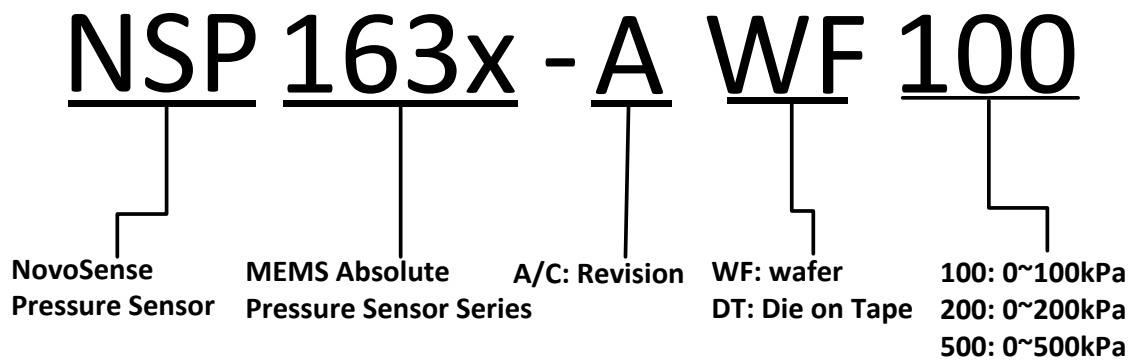 NSP 163x - A WF 100
NovoSense
Pressure Sensor
MEMS Absolute
Pressure Sensor Series
A/C: Revision
WF: wafer
DT: Die on Tape
100: 0~100kPa
200: 0~200kPa
500: 0~500kPa